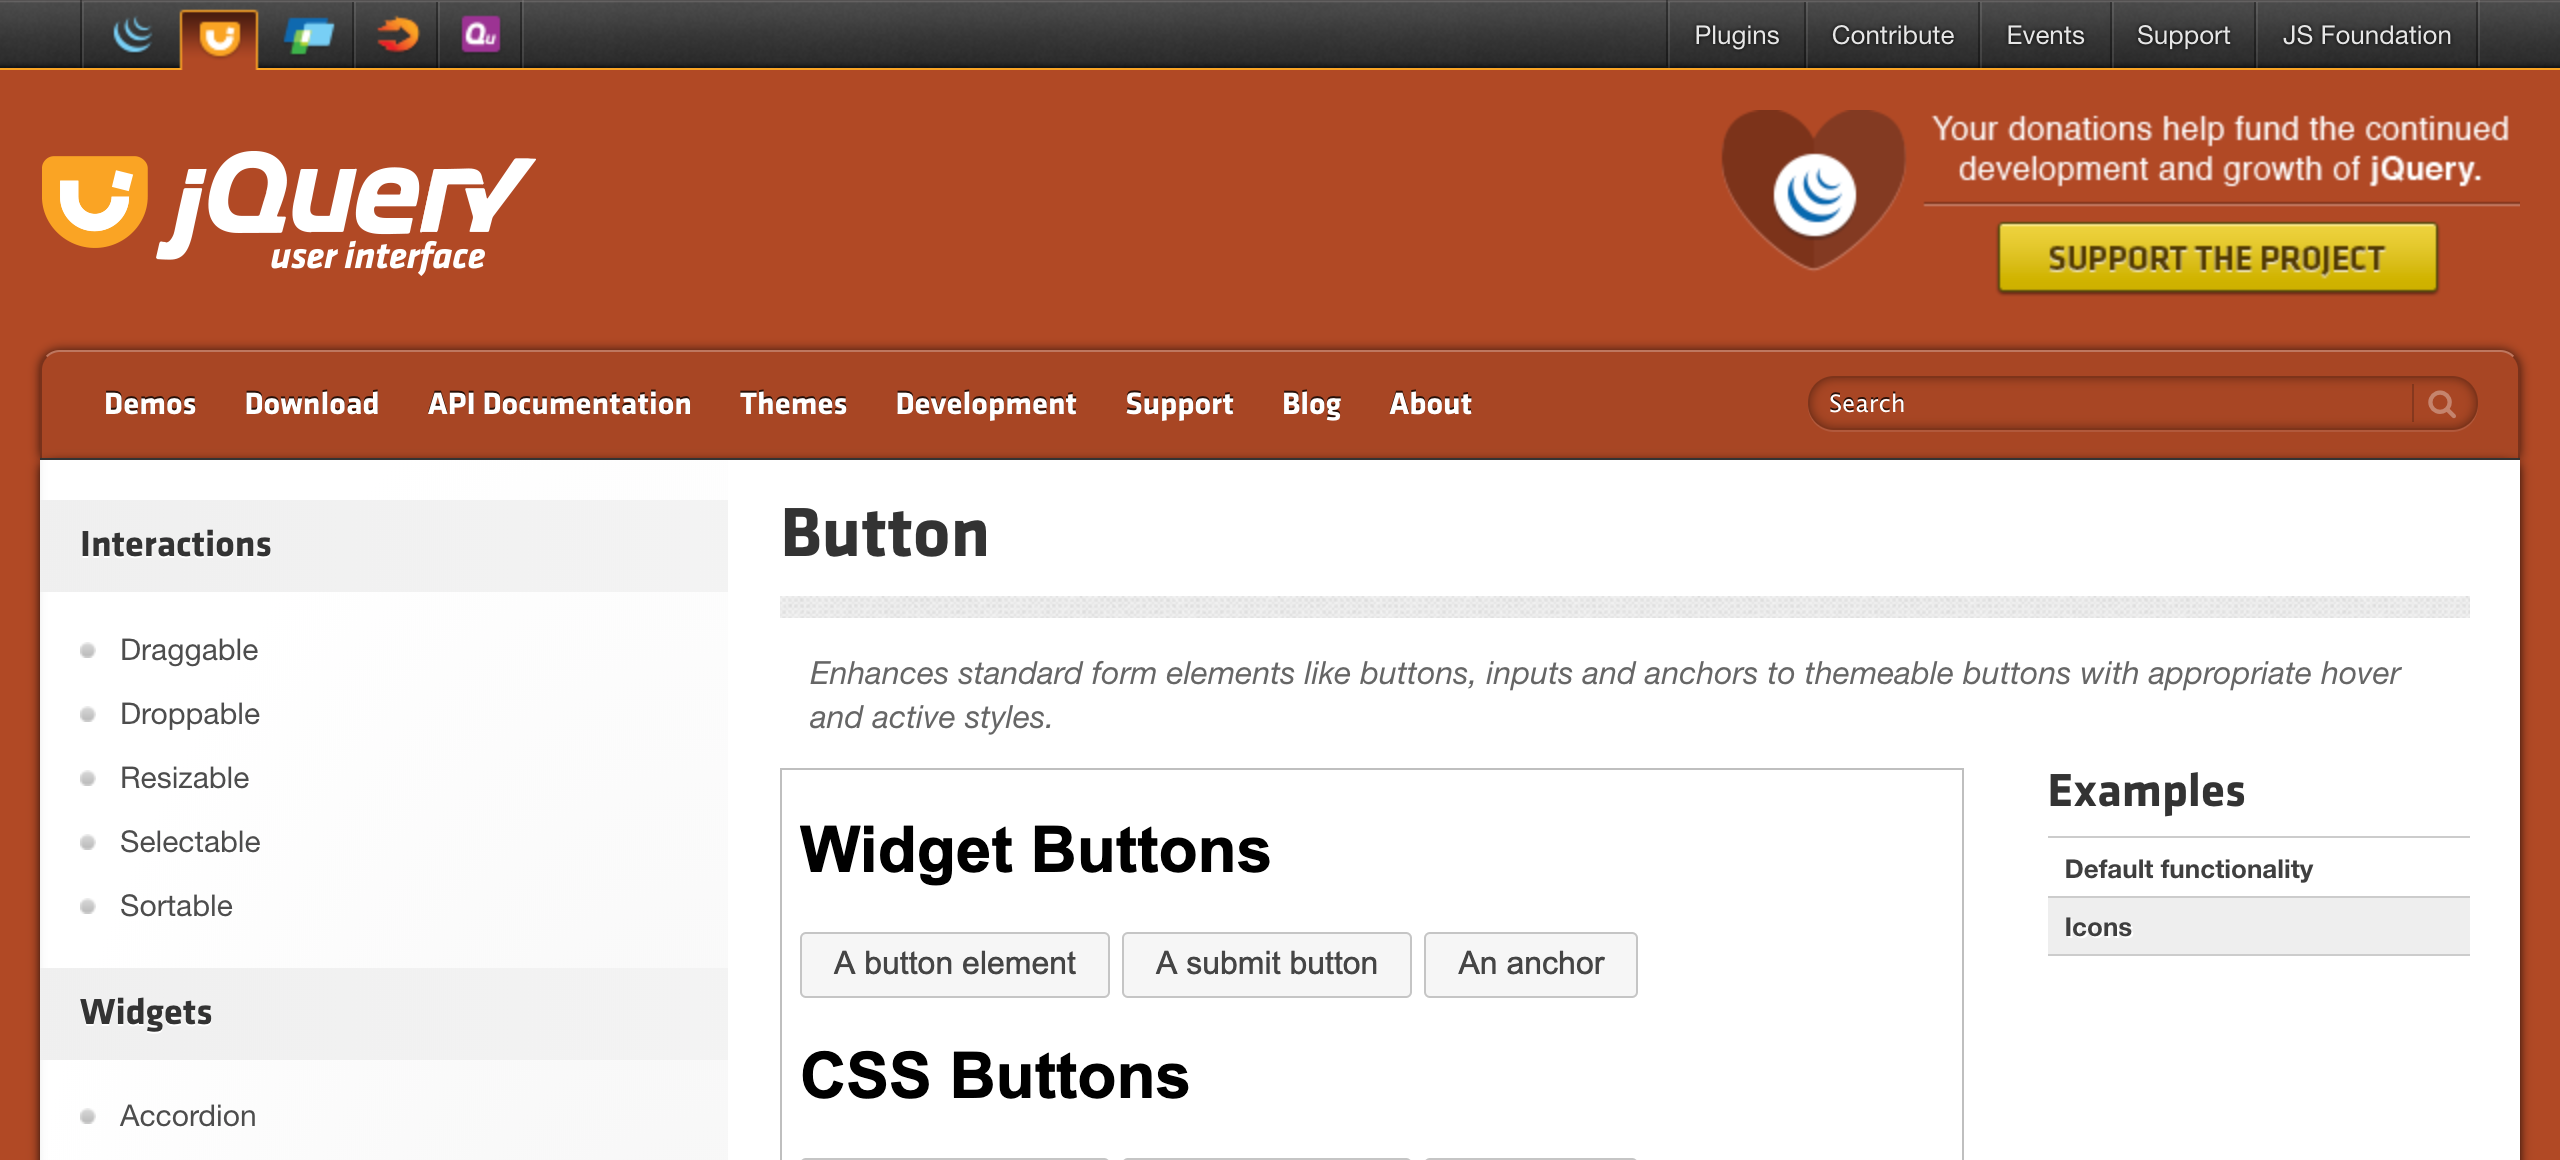 Qu
Plugins
Contribute
Events
Support
JS Foundation
jQuery
user interface
Your donations help fund the continued
development and growth of jQuery.
SUPPORT THE PROJECT
Demos
Download
API Documentation
Themes
Development
Support
Blog
About
Search
Interactions
Draggable
Droppable
Resizable
Selectable
Sortable
Widgets
Accordion
Button
Enhances standard form elements like buttons, inputs and anchors to themeable buttons with appropriate hover
and active styles.
Widget Buttons
A button element
A submit button
An anchor
CSS Buttons
Examples
Default functionality
Icons